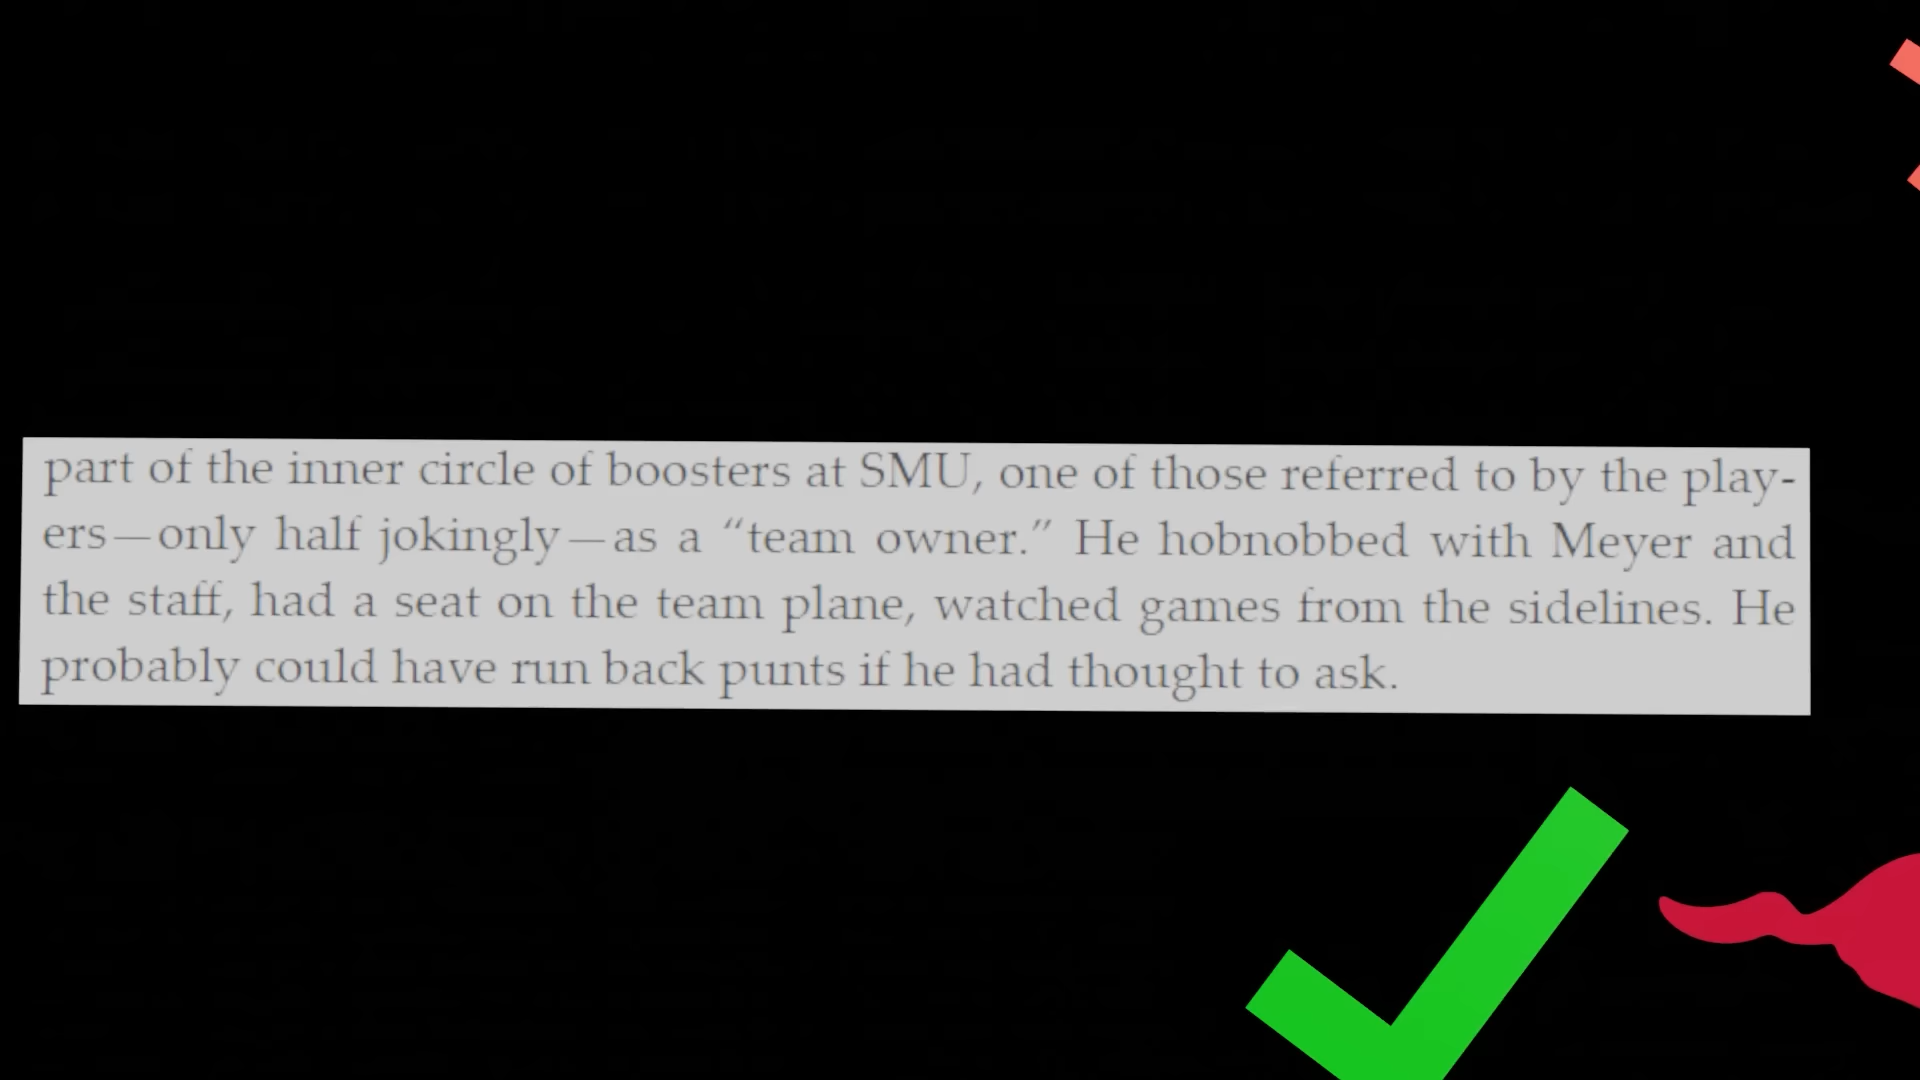 part of the inner circle of boosters at SMU, one of those referred to by the play-
ers—only half jokingly—as a “team owner.” He hobnobbed with Meyer and
the staff, had a seat on the team plane, watched games from the sidelines. He
probably could have run back punts if he had thought to ask.